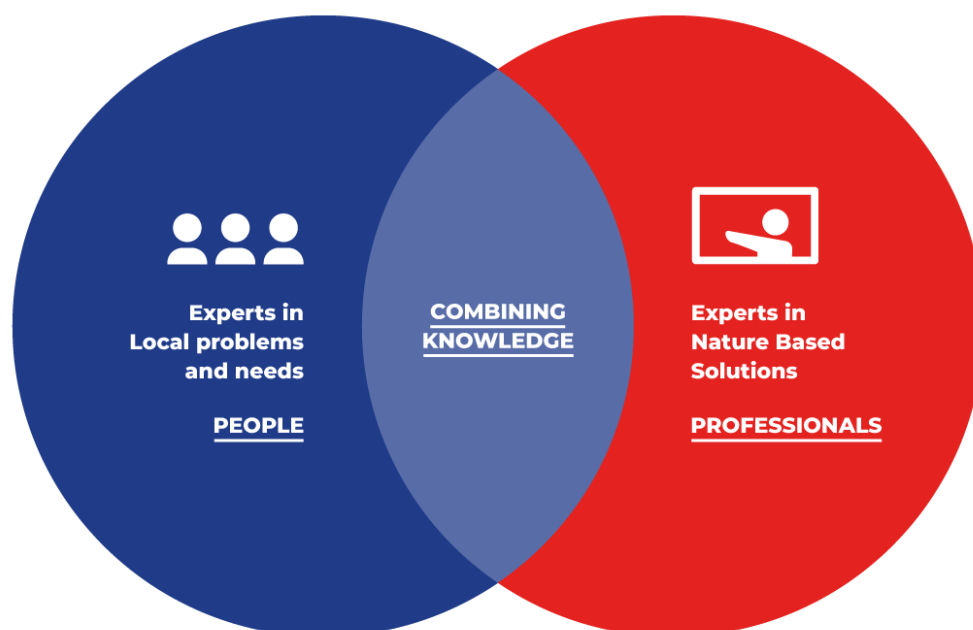 Experts in
Local problems
and needs
PEOPLE
COMBINING
KNOWLEDGE
Experts in
Nature Based
Solutions
PROFESSIONALS